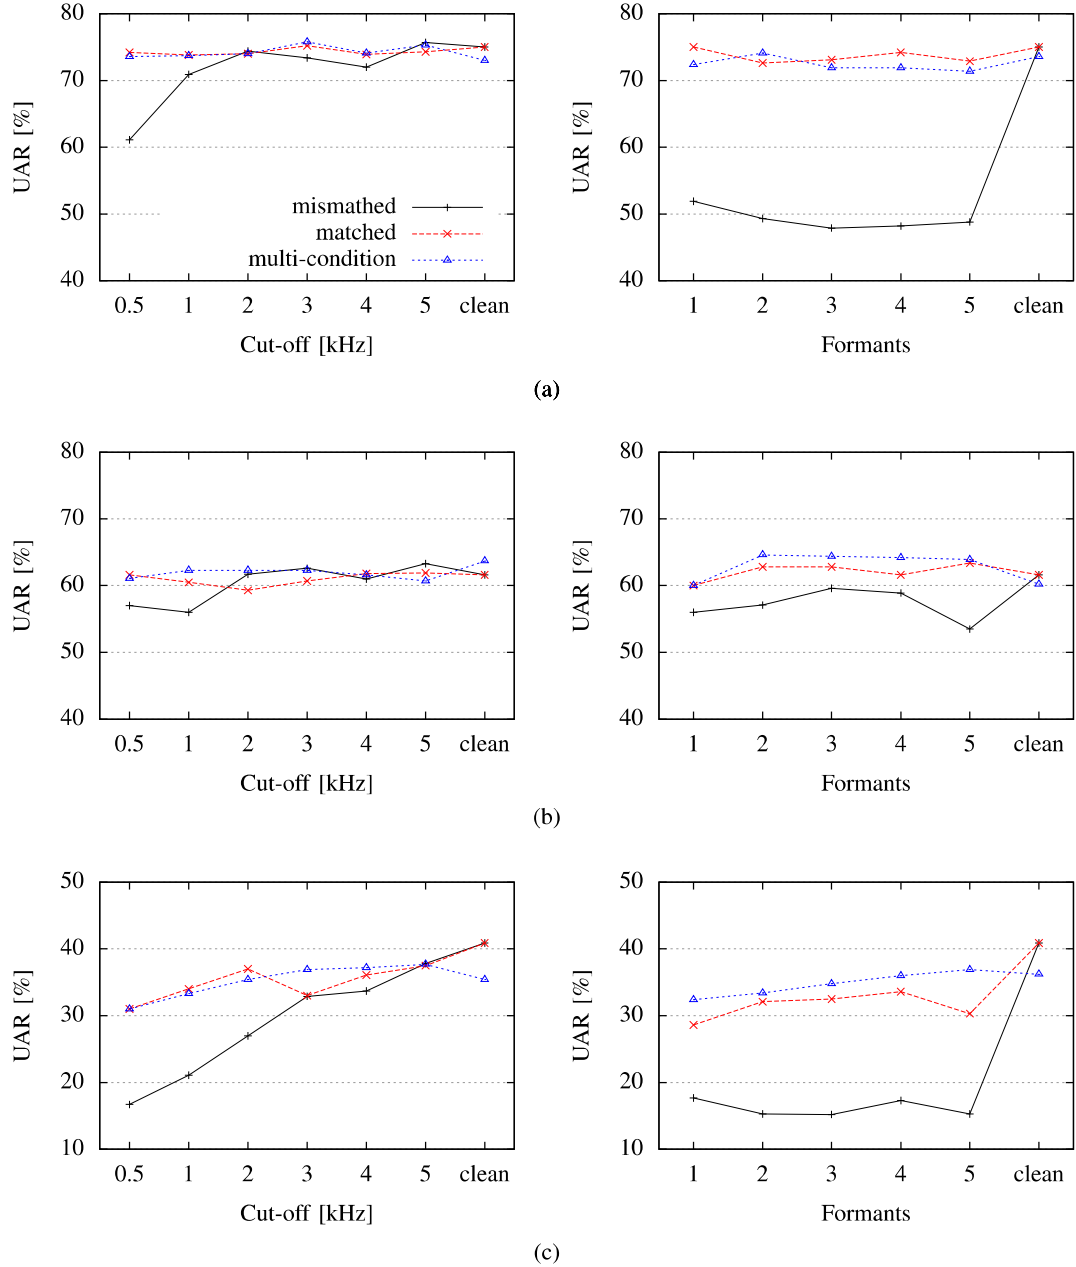 80
70
60
50
40
UAR [%]
mismathed
matched
multi-condition
0.5 1 2 3 4 5 clean
Cut-off [kHz]
80
70
60
50
40
UAR [%]
1 2 3 4 5 clean
Formants
(a)
80
70
60
50
40
UAR [%]
0.5 1 2 3 4 5 clean
Cut-off [kHz]
80
70
60
50
40
UAR [%]
1 2 3 4 5 clean
Formants
(b)
50
40
30
20
10
UAR [%]
0.5 1 2 3 4 5 clean
Cut-off [kHz]
50
40
30
20
10
UAR [%]
1 2 3 4 5 clean
Formants
(c)